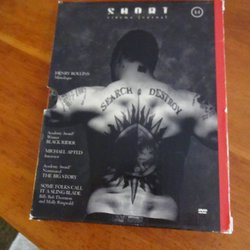 SHORT
cinema journal
HENRY ROLLINS
Monologue
SEARCH & DESTROY
Academy Award
Winner
BLACK RIDER
MICHAEL APTED
Interview
Academy Award
Nominated
THE BIG STORY
SOME FOLKS CALL
IT A SLING BLADE
Billy Bob Thornton
and Molly Ringwald
DVD